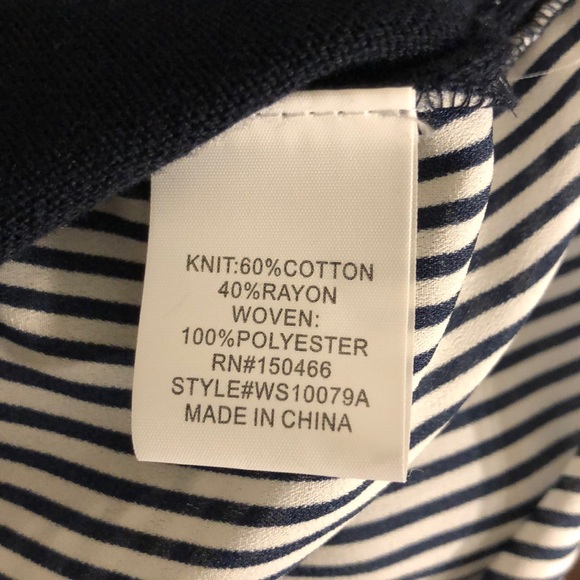 KNIT:60%COTTON
40%RAYON
WOVEN:
100%POLYESTER
RN#150466
STYLE#WS10079A
MADE IN CHINA